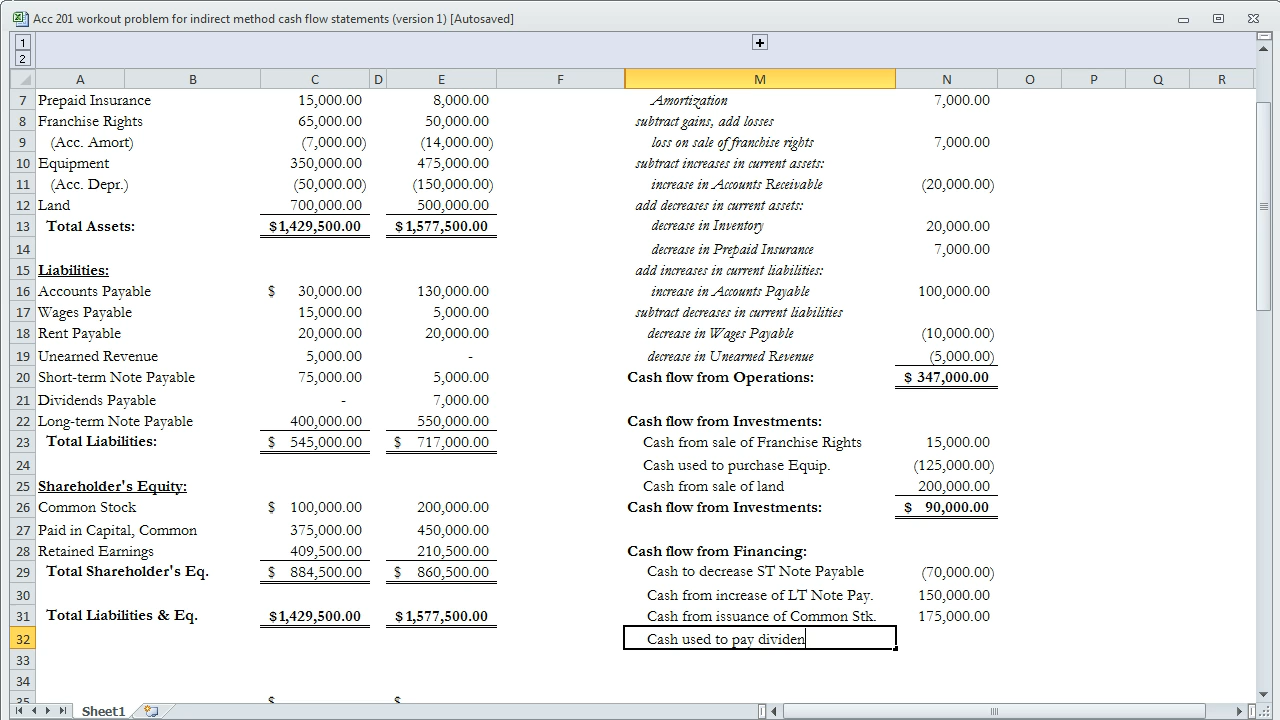 Acc 201 workout problem for indirect method cash flow statements (version 1) [Autosaved]
1
2
+
A B C D E F M N O P Q R
7 Prepaid Insurance 15,000.00 8,000.00 Amortization 7,000.00
8 Franchise Rights 65,000.00 50,000.00 subtract gains, add losses
9 (Acc. Amort) (7,000.00) (14,000.00) loss on sale of franchise rights 7,000.00
10 Equipment 350,000.00 475,000.00 subtract increases in current assets:
11 (Acc. Depr.) (50,000.00) (150,000.00) increase in Accounts Receivable (20,000.00)
12 Land 700,000.00 500,000.00 add decreases in current assets:
13 Total Assets: $1,429,500.00 $1,577,500.00 decrease in Inventory 20,000.00
14 decrease in Prepaid Insurance 7,000.00
15 Liabilities: add increases in current liabilities:
16 Accounts Payable $ 30,000.00 130,000.00 increase in Accounts Payable 100,000.00
17 Wages Payable 15,000.00 5,000.00 subtract decreases in current liabilities
18 Rent Payable 20,000.00 20,000.00 decrease in Wages Payable (10,000.00)
19 Unearned Revenue 5,000.00 - decrease in Unearned Revenue (5,000.00)
20 Short-term Note Payable 75,000.00 5,000.00 Cash flow from Operations: $ 347,000.00
21 Dividends Payable - 7,000.00
22 Long-term Note Payable 400,000.00 550,000.00 Cash flow from Investments:
23 Total Liabilities: $ 545,000.00 $ 717,000.00 Cash from sale of Franchise Rights 15,000.00
24 Cash used to purchase Equip. (125,000.00)
25 Shareholder's Equity: Cash from sale of land 200,000.00
26 Common Stock $ 100,000.00 200,000.00 Cash flow from Investments: $ 90,000.00
27 Paid in Capital, Common 375,000.00 450,000.00
28 Retained Earnings 409,500.00 210,500.00 Cash flow from Financing:
29 Total Shareholder's Eq. $ 884,500.00 $ 860,500.00 Cash to decrease ST Note Payable (70,000.00)
30 Cash from increase of LT Note Pay. 150,000.00
31 Total Liabilities & Eq. $1,429,500.00 $1,577,500.00 Cash from issuance of Common Stk. 175,000.00
32 Cash used to pay dividen
33
34
35 $ $
Sheet1